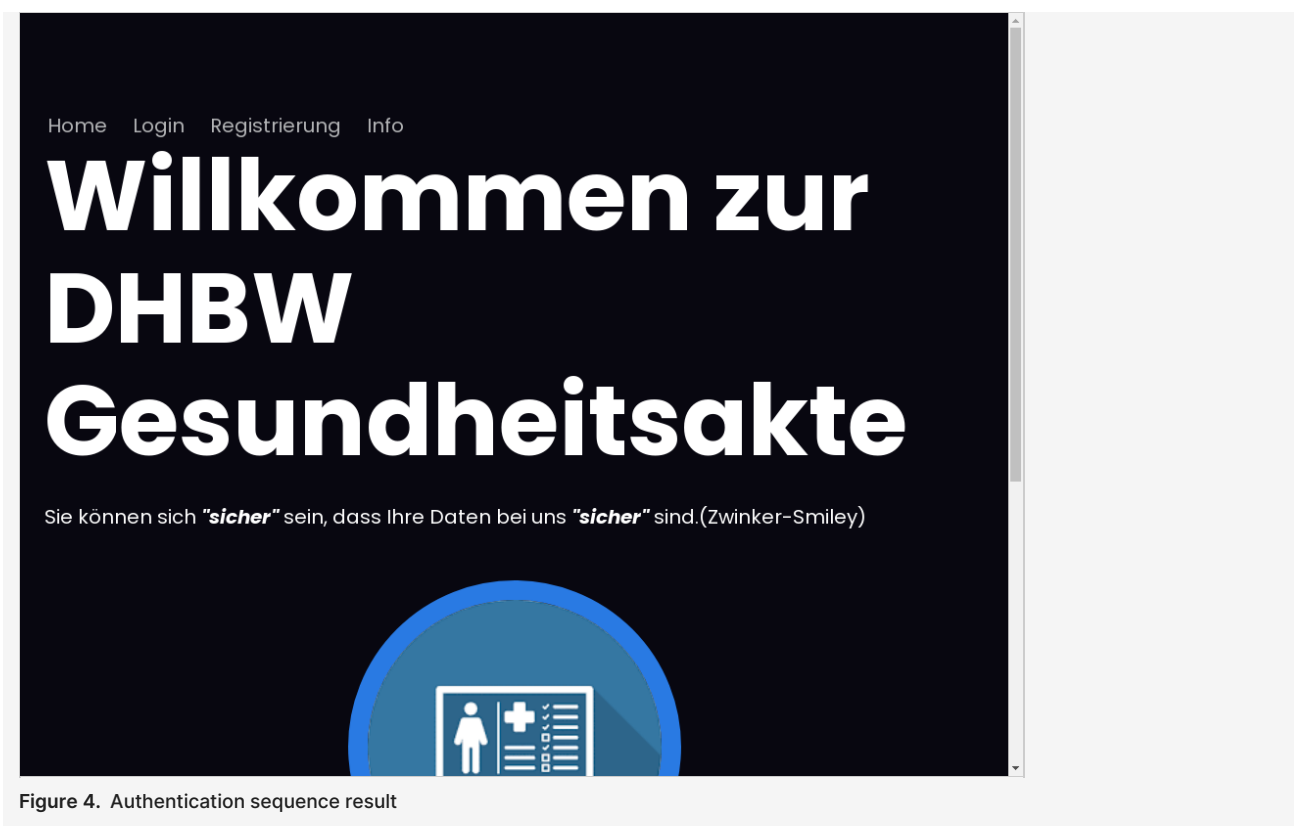 Home Login Registrierung Info
Willkommen zur
DHBW
Gesundheitsakte
Sie können sich "sicher" sein, dass Ihre Daten bei uns "sicher" sind.(Zwinker-Smiley)
Figure 4. Authentication sequence result